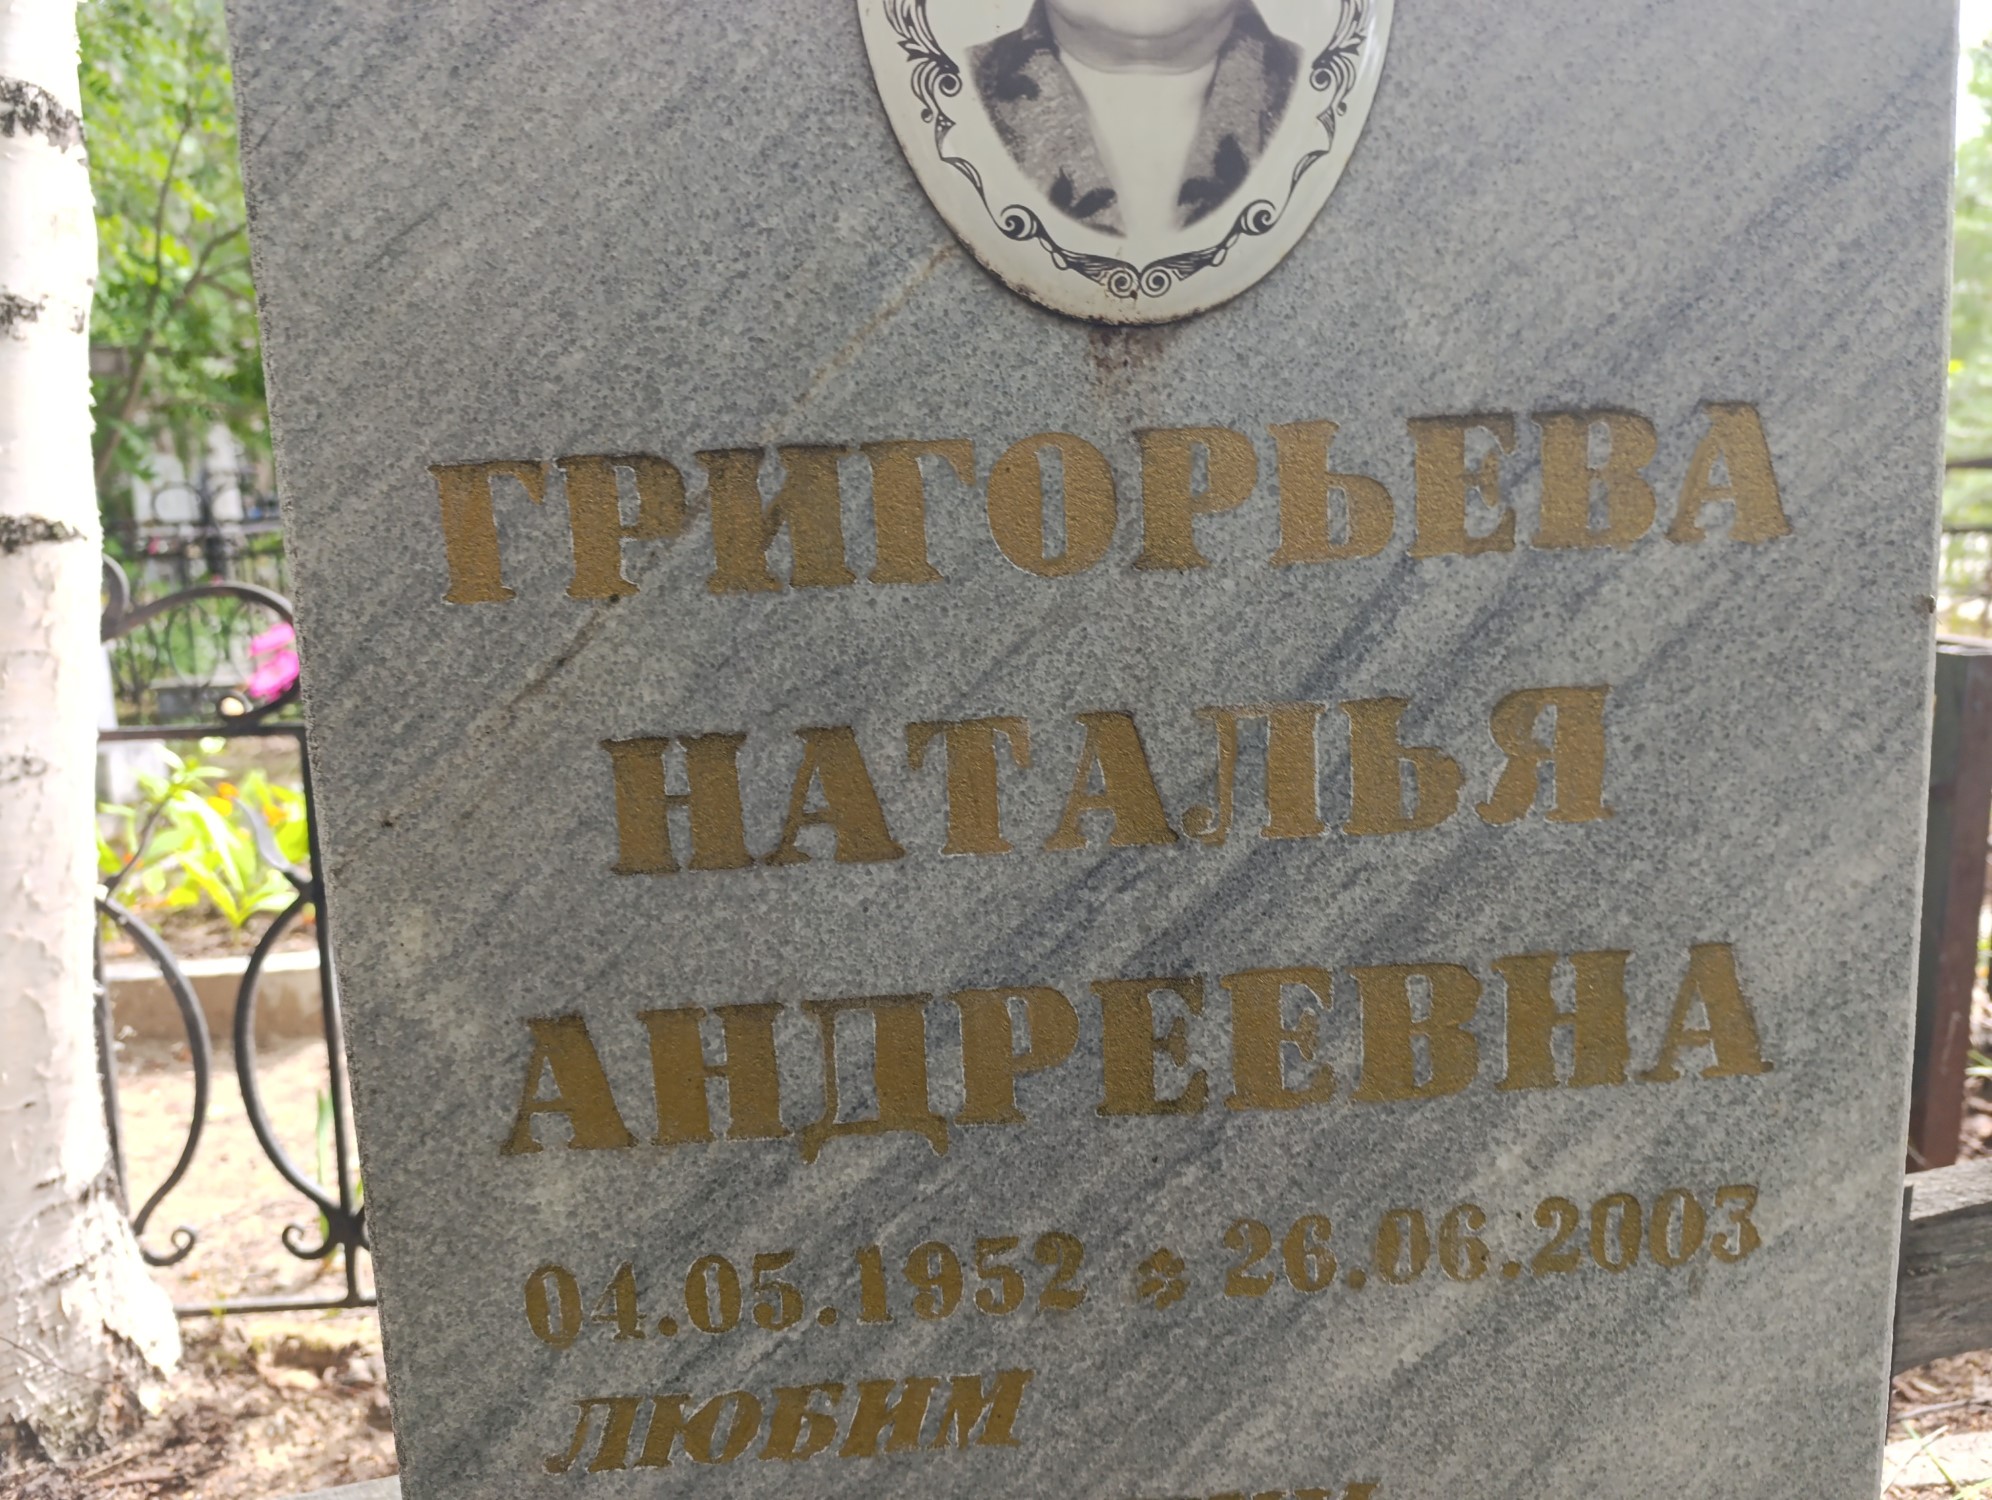 ГРИГОРЬЕВА
НАТАЛЬЯ
АНДРЕЕВНА
04.05.1952 26.06.2003
ЛЮБИМ